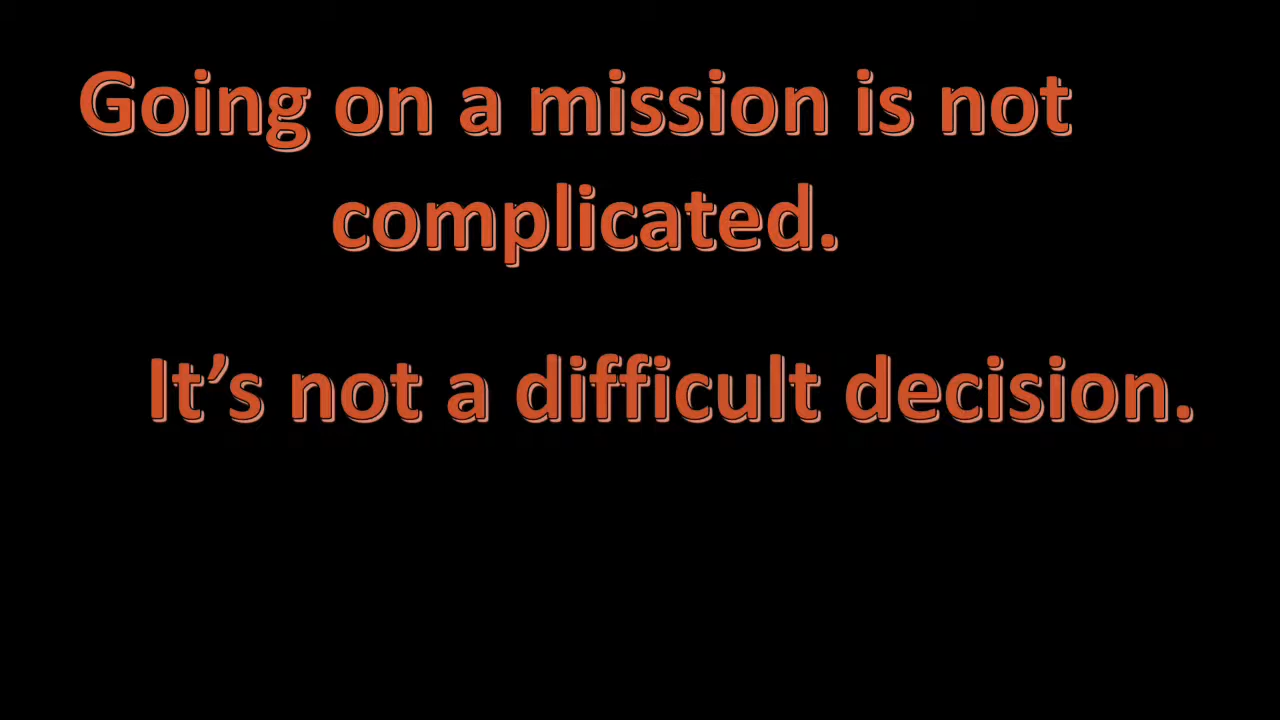 Going on a mission is not
complicated.
It’s not a difficult decision.